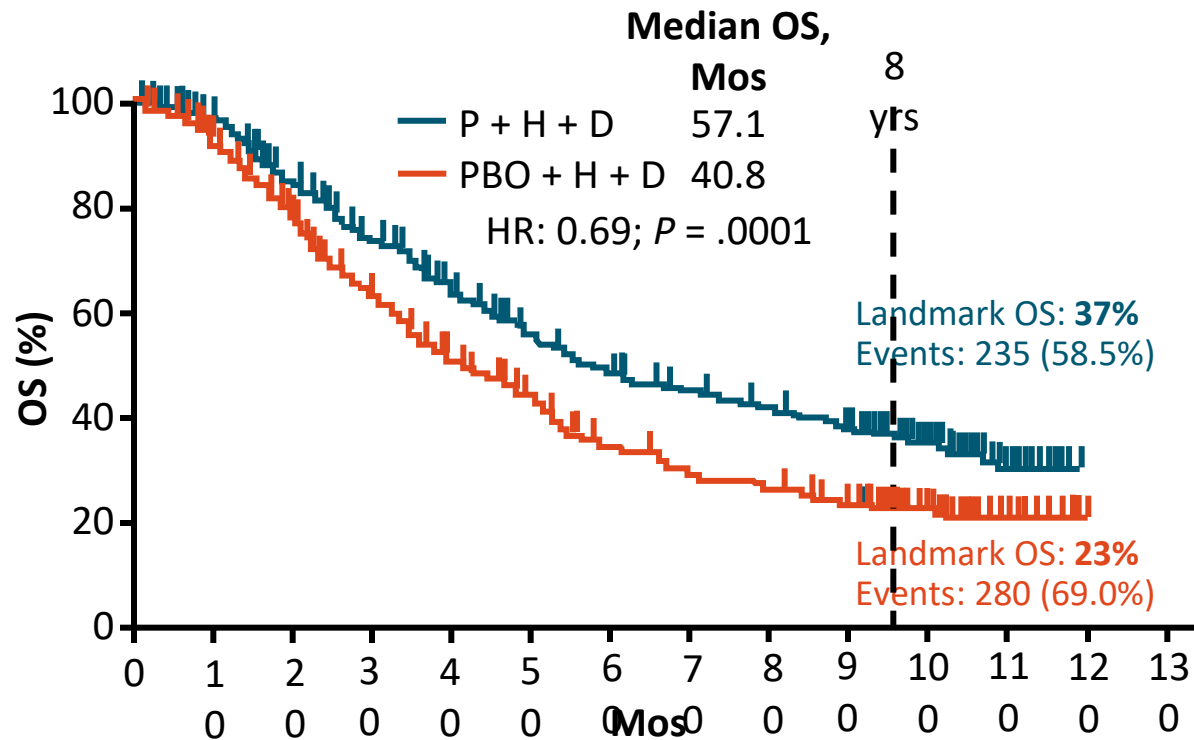 Median OS,
Mos
8
yrs
P + H + D 57.1
PBO + H + D 40.8
HR: 0.69; P = .0001
100
80
60
40
20
0
OS (%)
Landmark OS: 37%
Events: 235 (58.5%)
Landmark OS: 23%
Events: 280 (69.0%)
0 1 2 3 4 5 6 7 8 9 10 11 12 13
0 0 0 0 0 0 0 0 0 0 0 0 0
Mos